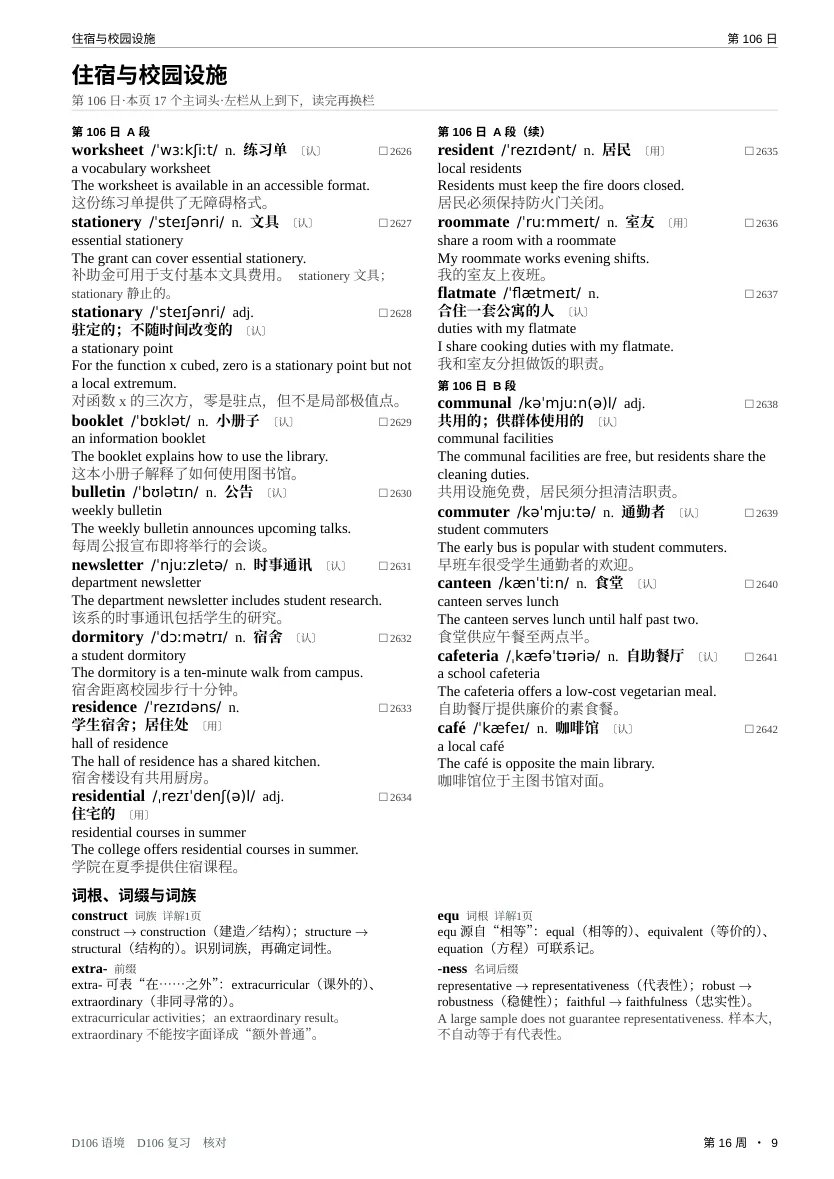 住宿与校园设施
第 106 日
住宿与校园设施
第 106 日·本页 17 个主词头·左栏从上到下，读完再换栏
第 106 日 A 段
worksheet /ˈwɜːkʃiːt/ n. 练习单 〔认〕 □ 2626
a vocabulary worksheet
The worksheet is available in an accessible format.
这份练习单提供了无障碍格式。
stationery /ˈsteɪʃənri/ n. 文具 〔认〕 □ 2627
essential stationery
The grant can cover essential stationery.
补助金可用于支付基本文具费用。 stationery 文具；
stationary 静止的。
stationary /ˈsteɪʃənri/ adj. □ 2628
驻定的；不随时间改变的 〔认〕
a stationary point
For the function x cubed, zero is a stationary point but not
a local extremum.
对函数 x 的三次方，零是驻点，但不是局部极值点。
booklet /ˈbʊklət/ n. 小册子 〔认〕 □ 2629
an information booklet
The booklet explains how to use the library.
这本小册子解释了如何使用图书馆。
bulletin /ˈbʊlətɪn/ n. 公告 〔认〕 □ 2630
weekly bulletin
The weekly bulletin announces upcoming talks.
每周公报宣布即将举行的会谈。
newsletter /ˈnjuːzletə/ n. 时事通讯 〔认〕 □ 2631
department newsletter
The department newsletter includes student research.
该系的时事通讯包括学生的研究。
dormitory /ˈdɔːmətrɪ/ n. 宿舍 〔认〕 □ 2632
a student dormitory
The dormitory is a ten-minute walk from campus.
宿舍距离校园步行十分钟。
residence /ˈrezɪdəns/ n. □ 2633
学生宿舍；居住处 〔用〕
hall of residence
The hall of residence has a shared kitchen.
宿舍楼设有共用厨房。
residential /ˌrezɪˈdenʃ(ə)l/ adj. □ 2634
住宅的 〔用〕
residential courses in summer
The college offers residential courses in summer.
学院在夏季提供住宿课程。
第 106 日 A 段（续）
resident /ˈrezɪdənt/ n. 居民 〔用〕 □ 2635
local residents
Residents must keep the fire doors closed.
居民必须保持防火门关闭。
roommate /ˈruːmmeɪt/ n. 室友 〔用〕 □ 2636
share a room with a roommate
My roommate works evening shifts.
我的室友上夜班。
flatmate /ˈflætmeɪt/ n. □ 2637
合住一套公寓的人 〔认〕
duties with my flatmate
I share cooking duties with my flatmate.
我和室友分担做饭的职责。
第 106 日 B 段
communal /kəˈmjuːn(ə)l/ adj. □ 2638
共用的；供群体使用的 〔认〕
communal facilities
The communal facilities are free, but residents share the
cleaning duties.
共用设施免费，居民须分担清洁职责。
commuter /kəˈmjuːtə/ n. 通勤者 〔认〕 □ 2639
student commuters
The early bus is popular with student commuters.
早班车很受学生通勤者的欢迎。
canteen /kænˈtiːn/ n. 食堂 〔认〕 □ 2640
canteen serves lunch
The canteen serves lunch until half past two.
食堂供应午餐至两点半。
cafeteria /ˌkæfəˈtɪəriə/ n. 自助餐厅 〔认〕 □ 2641
a school cafeteria
The cafeteria offers a low-cost vegetarian meal.
自助餐厅提供廉价的素食餐。
café /ˈkæfeɪ/ n. 咖啡馆 〔认〕 □ 2642
a local café
The café is opposite the main library.
咖啡馆位于主图书馆对面。
词根、词缀与词族
construct 词族 详解1页
construct → construction（建造／结构）；structure →
structural（结构的）。识别词族，再确定词性。
extra- 前缀
extra- 可表“在……之外”：extracurricular（课外的）、
extraordinary（非同寻常的）。
extracurricular activities；an extraordinary result。
extraordinary 不能按字面译成“额外普通”。
equ 词根 详解1页
equ 源自“相等”：equal（相等的）、equivalent（等价的）、
equation（方程）可联系记。
-ness 名词后缀
representative → representativeness（代表性）；robust →
robustness（稳健性）；faithful → faithfulness（忠实性）。
A large sample does not guarantee representativeness. 样本大，
不自动等于有代表性。
D106 语境 D106 复习 核对
第 16 周 · 9